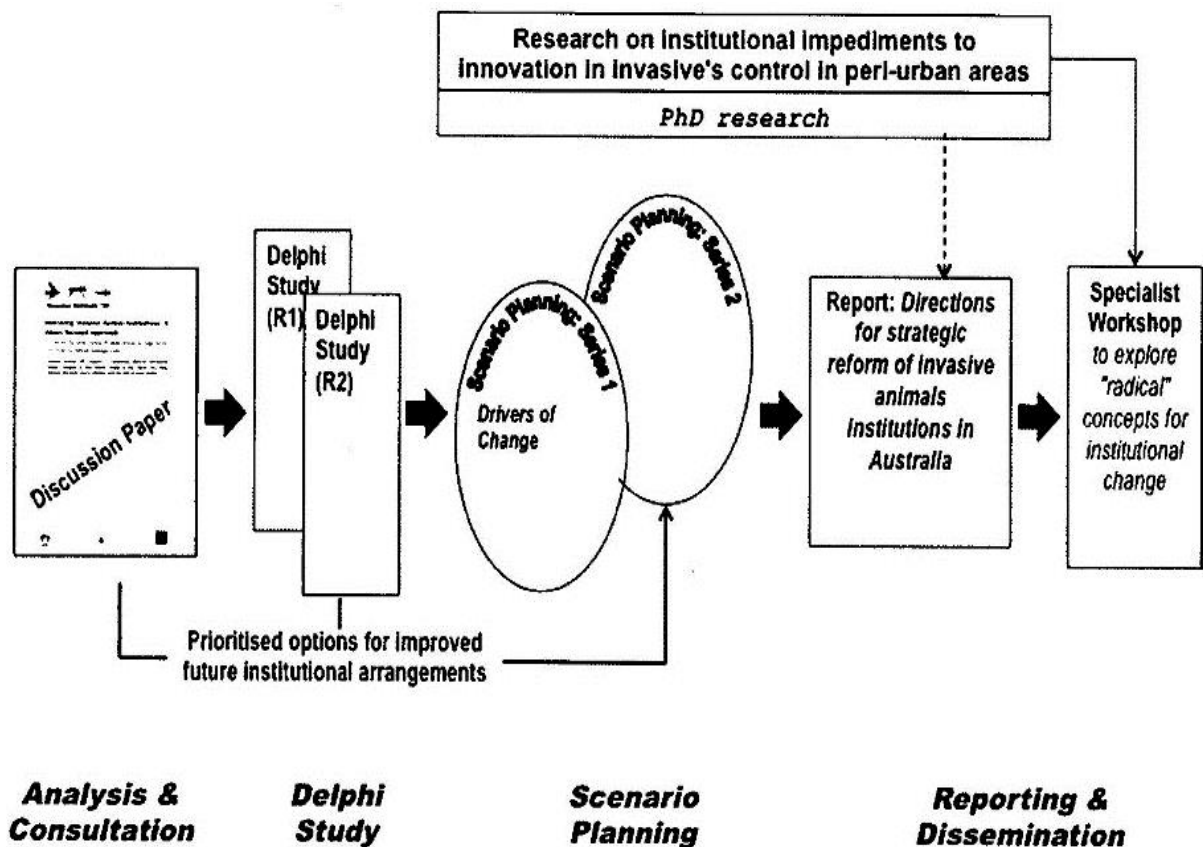 Research on institutional impediments to
innovation in invasive's control in peri-urban areas
PhD research
Discussion Paper
Delphi
Study
(R1)
Delphi
Study
(R2)
Scenario Planning: Series 1
Drivers of
Change
Scenario Planning: Series 2
Report: Directions
for strategic
reform of invasive
animals
institutions in
Australia
Specialist
Workshop
to explore
"radical"
concepts for
institutional
change
Prioritised options for improved
future institutional arrangements
Analysis &
Consultation
Delphi
Study
Scenario
Planning
Reporting &
Dissemination